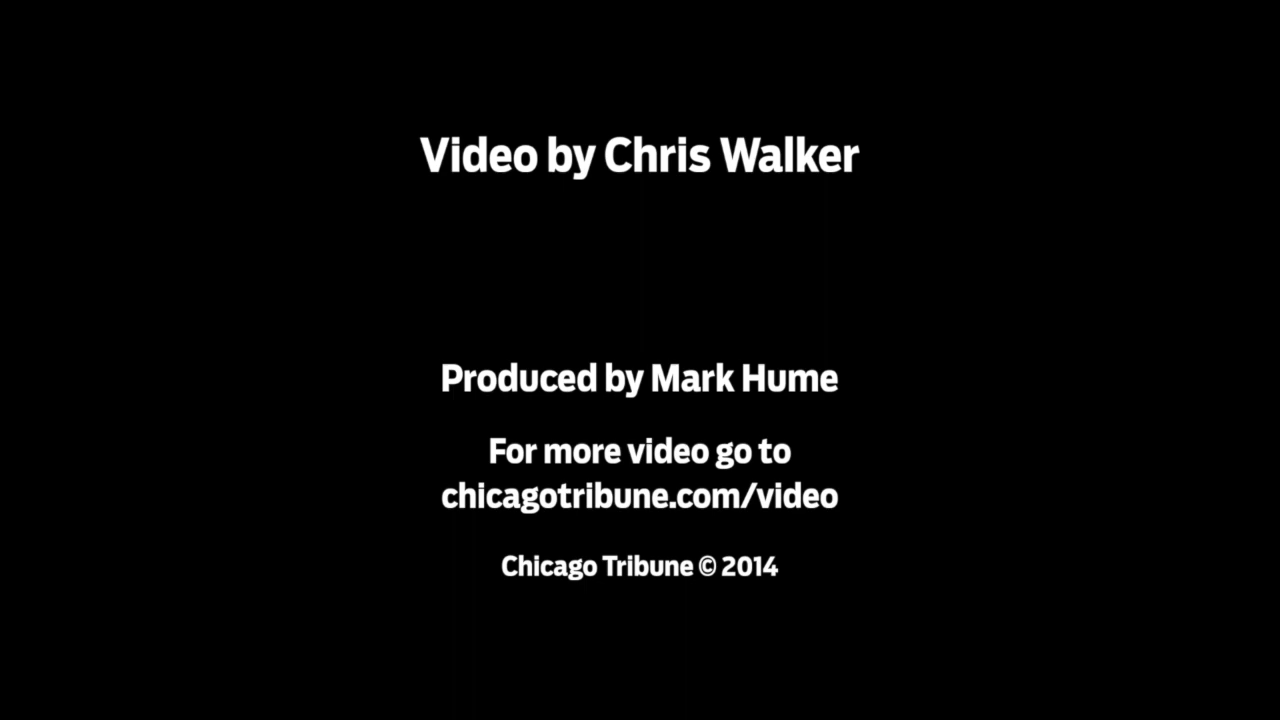 Video by Chris Walker
Produced by Mark Hume
For more video go to
chicagotribune.com/video
Chicago Tribune © 2014